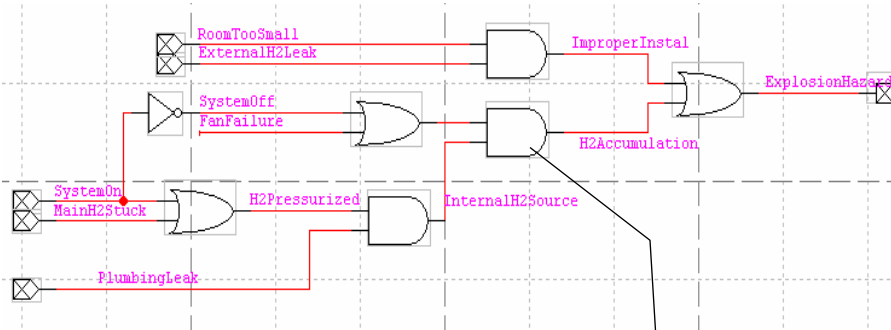 RoomTooSmall
ImproperInstal
ExternalH2Leak
ExplosionHazard
SystemOff
FanFailure
H2Accumulation
SystemOn
H2Pressurized
InternalH2Source
MainH2Stuck
PlumbingLeak